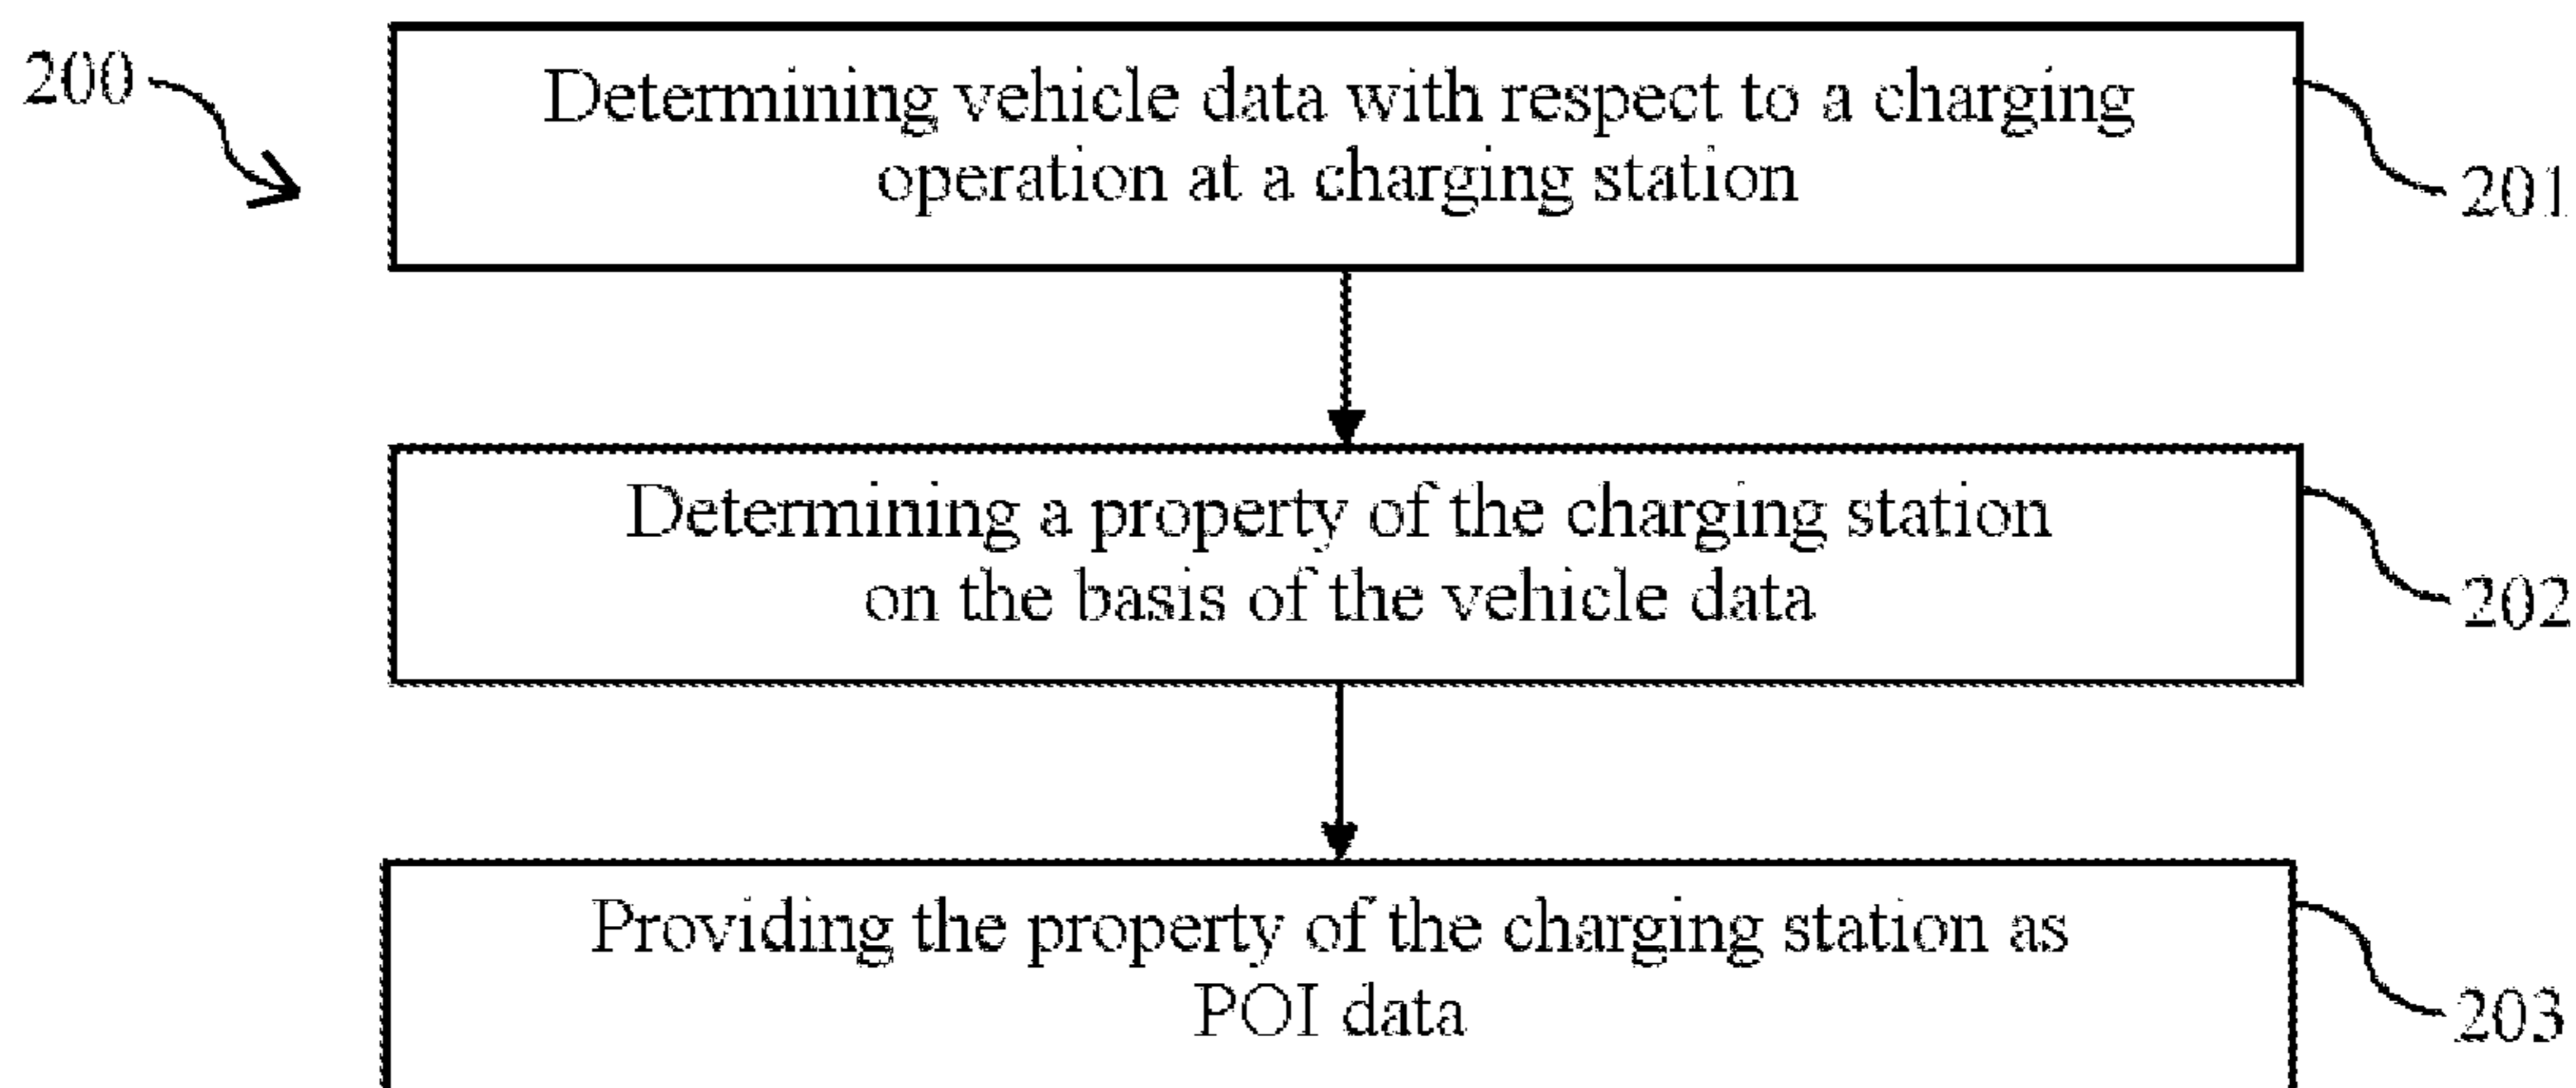 200
Determining vehicle data with respect to a charging
operation at a charging station
201
Determining a property of the charging station
on the basis of the vehicle data
202
Providing the property of the charging station as
POI data
203